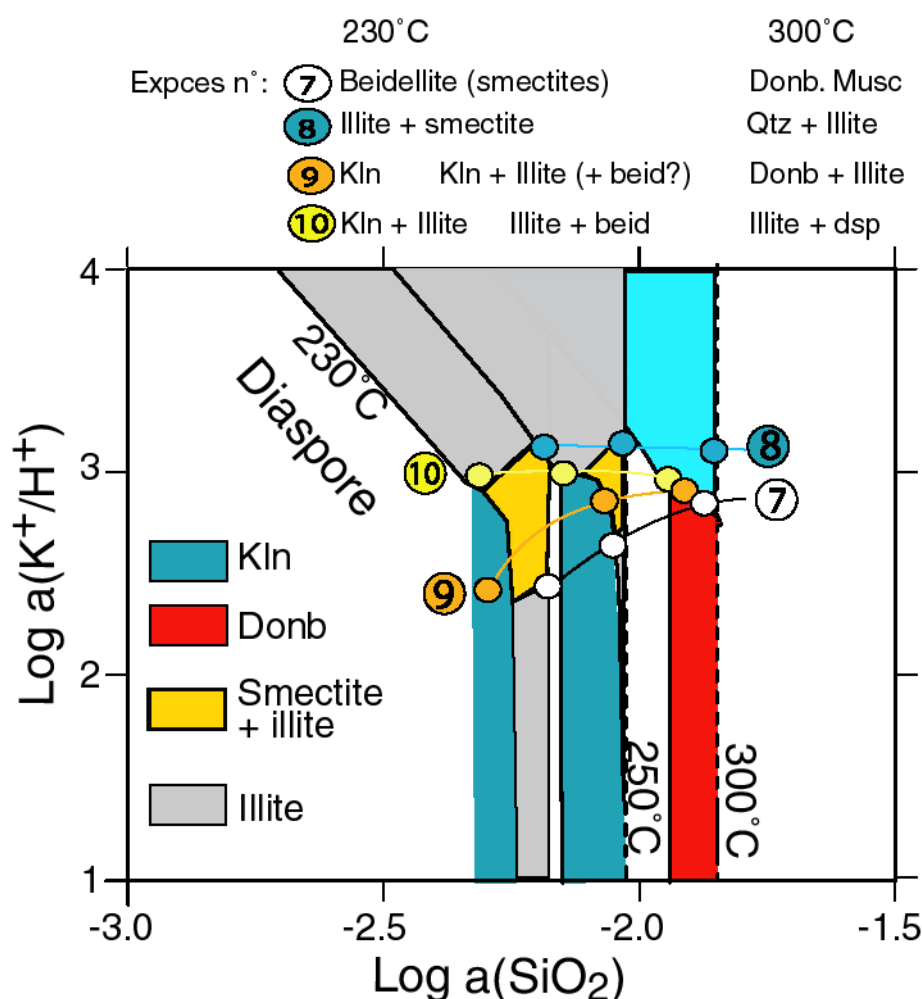 230°C 300°C
Expces n°: 7 Beidellite (smectites) Donb. Musc
8 Illite + smectite Qtz + Illite
9 Kln Kln + Illite (+ beid?) Donb + Illite
10 Kln + Illite Illite + beid Illite + dsp
4
230°C
Diaspore
3
10
8
7
9
Kln
Donb
Smectite
+ illite
Illite
2
250°C
300°C
1
-3.0 -2.5 -2.0 -1.5
Log a(K+/H+)
Log a(SiO2)